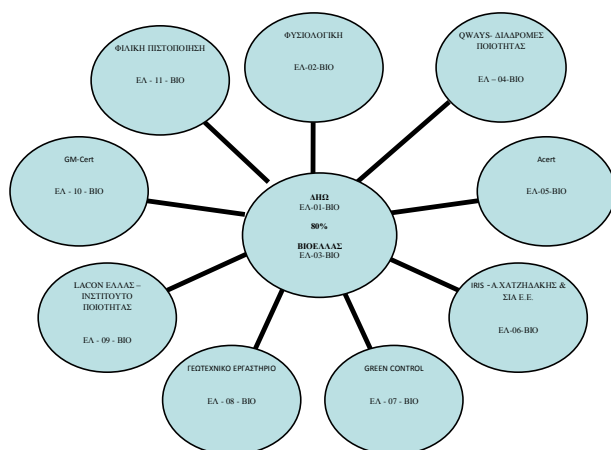 ΦΥΣΙΟΛΟΓΙΚΗ
ΕΛ-02-ΒΙΟ
QWAYS- ΔΙΑΔΡΟΜΕΣ
ΠΟΙΟΤΗΤΑΣ
ΕΛ – 04-ΒΙΟ
Acert
ΕΛ-05-ΒΙΟ
IRIS - Α.ΧΑΤΖΗΔΑΚΗΣ &
ΣΙΑ Ε.Ε.
ΕΛ-06-ΒΙΟ
GREEN CONTROL
ΕΛ - 07 - ΒΙΟ
ΓΕΩΤΕΧΝΙΚΟ ΕΡΓΑΣΤΗΡΙΟ
ΕΛ - 08 - ΒΙΟ
LACON ΕΛΛΑΣ –
ΙΝΣΤΙΤΟΥΤΟ
ΠΟΙΟΤΗΤΑΣ
ΕΛ - 09 - ΒΙΟ
GM-Cert
ΕΛ - 10 - ΒΙΟ
ΦΙΛΙΚΗ ΠΙΣΤΟΠΟΙΗΣΗ
ΕΛ - 11 - ΒΙΟ
ΔΗΩ
ΕΛ-01-ΒΙΟ
80%
ΒΙΟΕΛΛΑΣ
ΕΛ-03-ΒΙΟ